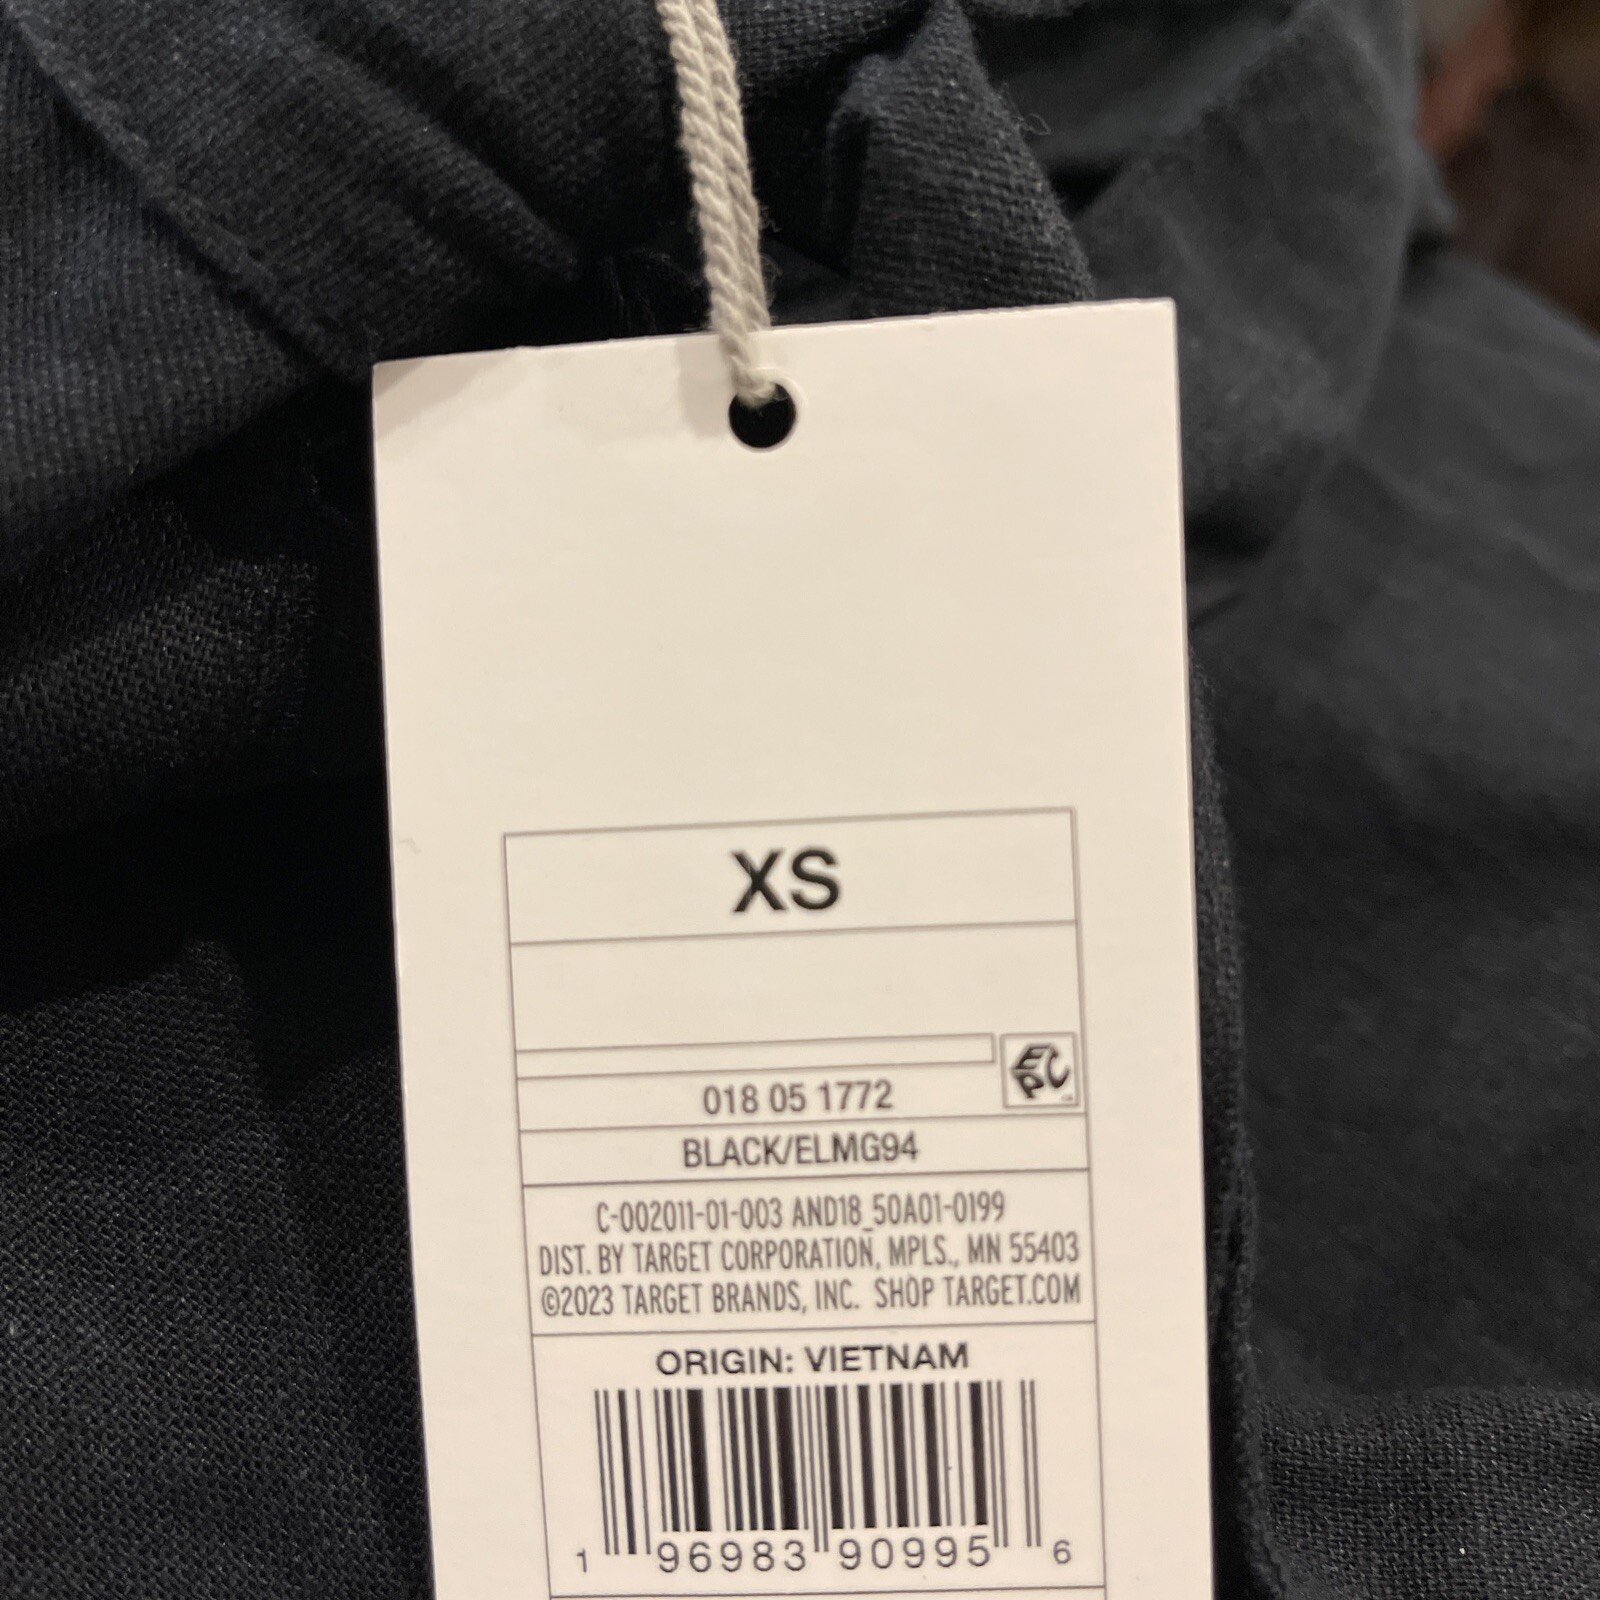 XS
EPC
018 05 1772
BLACK/ELMG94
C-002011-01-003 AND18_50A01-0199
DIST. BY TARGET CORPORATION, MPLS., MN 55403
©2023 TARGET BRANDS, INC. SHOP TARGET.COM
ORIGIN: VIETNAM
1 96983 90995 6